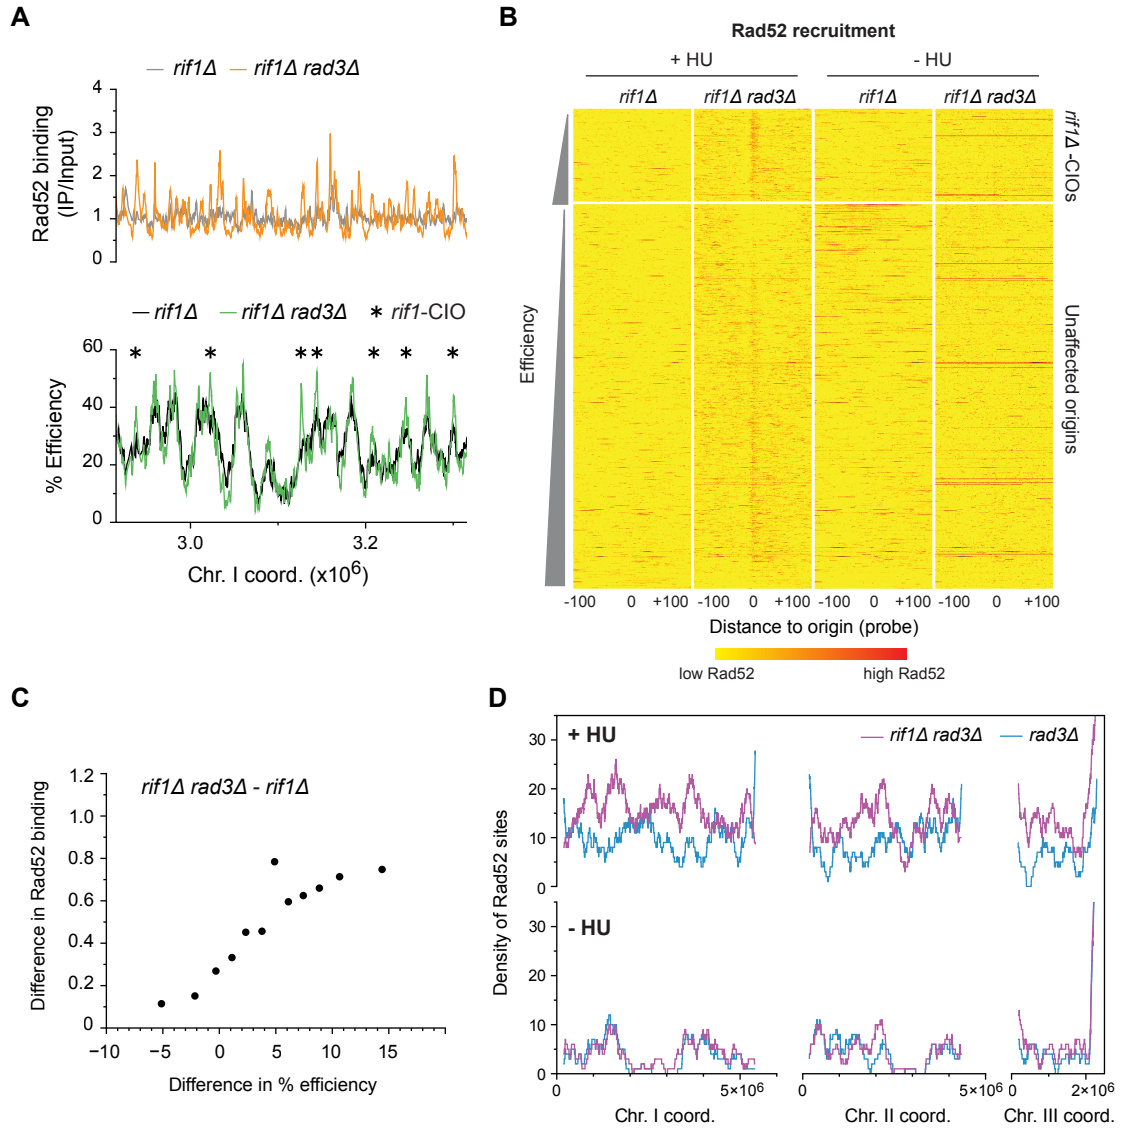 A
rif1Δ rif1Δ rad3Δ
Rad52 binding
(IP/Input)
4
3
2
1
0
rif1Δ rif1Δ rad3Δ * rif1-CIO
* * * * * * *
% Efficiency
60
40
20
0
3.0 3.2
Chr. I coord. (x10⁶)
B
Rad52 recruitment
+ HU - HU
rif1Δ rif1Δ rad3Δ rif1Δ rif1Δ rad3Δ
rif1Δ -CIOs
Efficiency
Unaffected origins
-100 0 +100 -100 0 +100 -100 0 +100 -100 0 +100
Distance to origin (probe)
low Rad52 high Rad52
C
rif1Δ rad3Δ - rif1Δ
Difference in Rad52 binding
1.2
1.0
0.8
0.6
0.4
0.2
0
−10 −5 0 5 10 15
Difference in % efficiency
D
+ HU
rif1Δ rad3Δ rad3Δ
Density of Rad52 sites
30
20
10
0
- HU
30
20
10
0
0 5×10⁶ 0 5×10⁶ 0 2×10⁶
Chr. I coord. Chr. II coord. Chr. III coord.